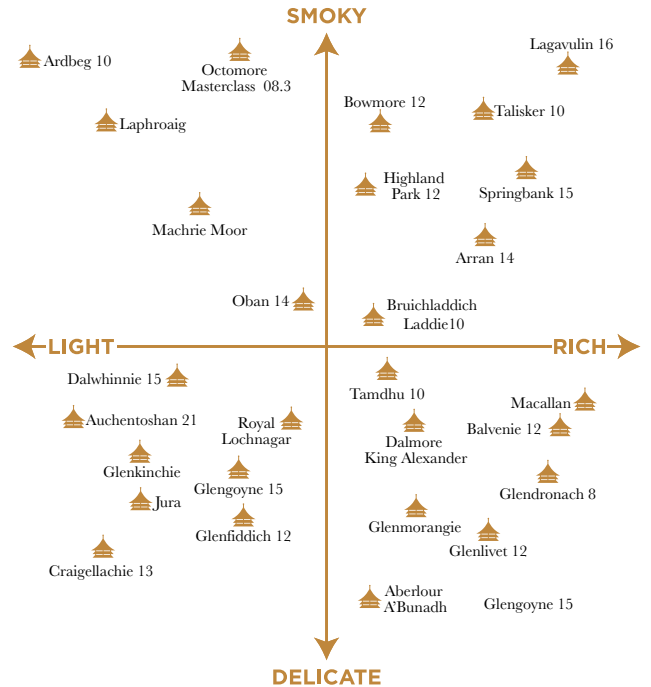 SMOKY
Lagavulin 16
Ardbeg 10
Octomore
Masterclass 08.3
Bowmore 12
Talisker 10
Laphroaig
Highland
Park 12
Springbank 15
Machrie Moor
Arran 14
Oban 14
Bruichladdich
Laddie10
LIGHT
RICH
Dalwhinnie 15
Tamdhu 10
Macallan
Auchentoshan 21
Royal
Lochnagar
Balvenie 12
Dalmore
King Alexander
Glenkinchie
Glengoyne 15
Glendronach 8
Jura
Glenmorangie
Glenfiddich 12
Glenlivet 12
Craigellachie 13
Aberlour
A'Bunadh
Glengoyne 15
DELICATE